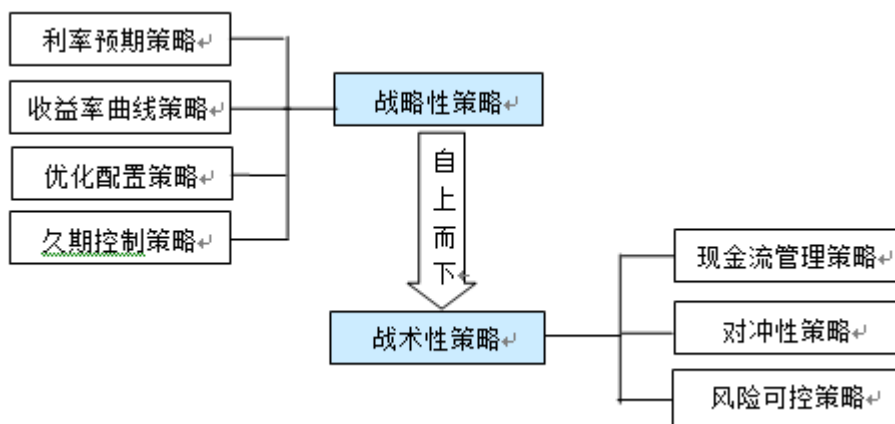 利率预期策略
收益率曲线策略
优化配置策略
久期控制策略
战略性策略
自上而下
战术性策略
现金流管理策略
对冲性策略
风险可控策略